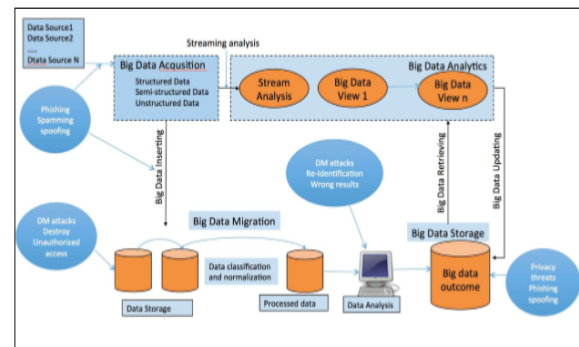 Data Source1
Data Source2
....
Dtata Source N
Streaming analysis
Big Data Acqustion
Structured Data
Semi-structured Data
Unstructured Data
Big Data Analytics
Stream
Analysis
Big Data
View 1
Big Data
View n
Phishing
Spamming
spoofing
Big Data Inserting
DM attacks
Re-Identification
Wrong results
Big Data Retrieving
Big Data Updating
DM attacks
Destroy
Unauthorized
access
Big Data Migration
Big Data Storage
Data classification
and normalization
Big data
outcome
Privacy
threats
Phishing
spoofing
Data Storage
Processed data
Data Analysis